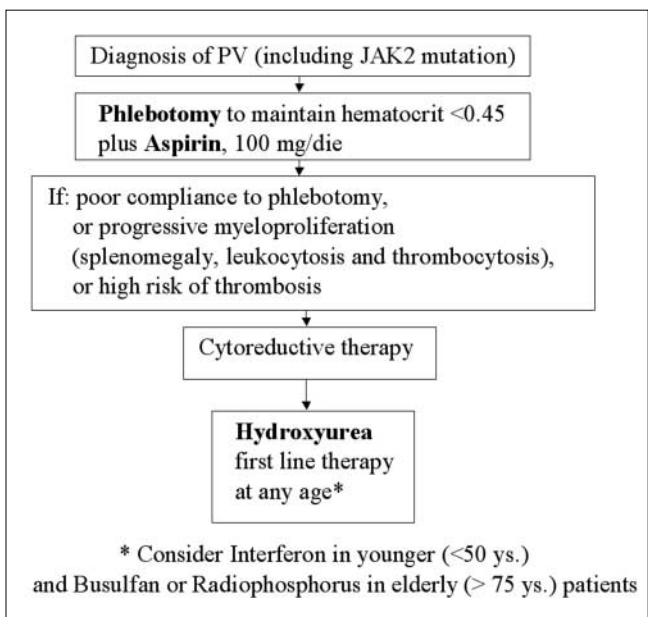 Diagnosis of PV (including JAK2 mutation)
Phlebotomy to maintain hematocrit <0.45
plus Aspirin, 100 mg/die
If: poor compliance to phlebotomy,
or progressive myeloproliferation
(splenomegaly, leukocytosis and thrombocytosis),
or high risk of thrombosis
Cytoreductive therapy
Hydroxyurea
first line therapy
at any age*
* Consider Interferon in younger (<50 ys.)
and Busulfan or Radiophosphorus in elderly (> 75 ys.) patients